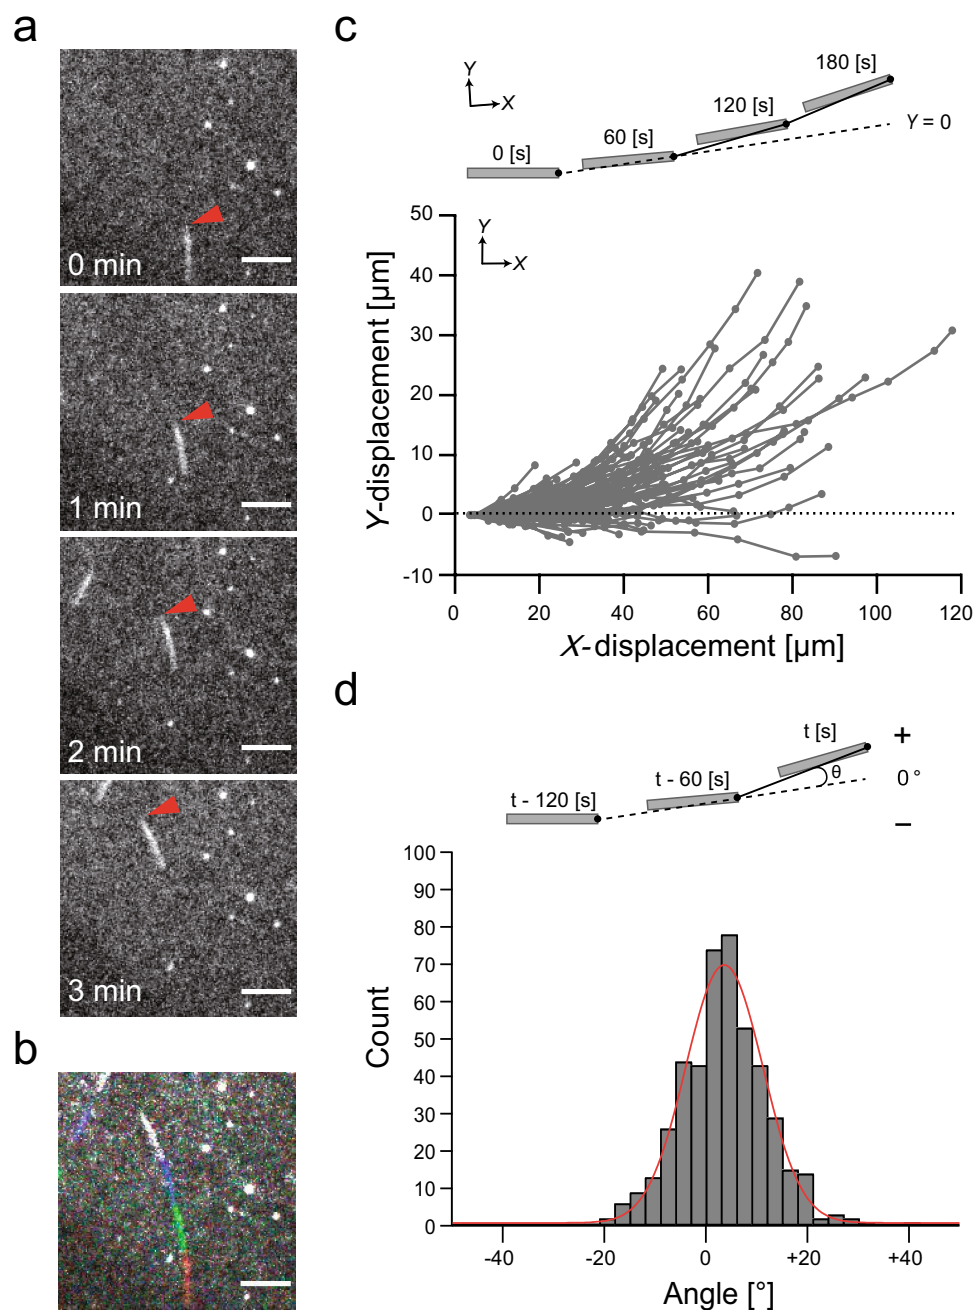 a
0 min
1 min
2 min
3 min
b
c
Y
X
0 [s]
60 [s]
120 [s]
180 [s]
Y = 0
Y
X
Y-displacement [µm]
50
40
30
20
10
0
-10
0 20 40 60 80 100 120
X-displacement [µm]
d
t - 120 [s]
t - 60 [s]
t [s]
θ
+
0 °
–
Count
100
90
80
70
60
50
40
30
20
10
0
-40 -20 0 +20 +40
Angle [°]